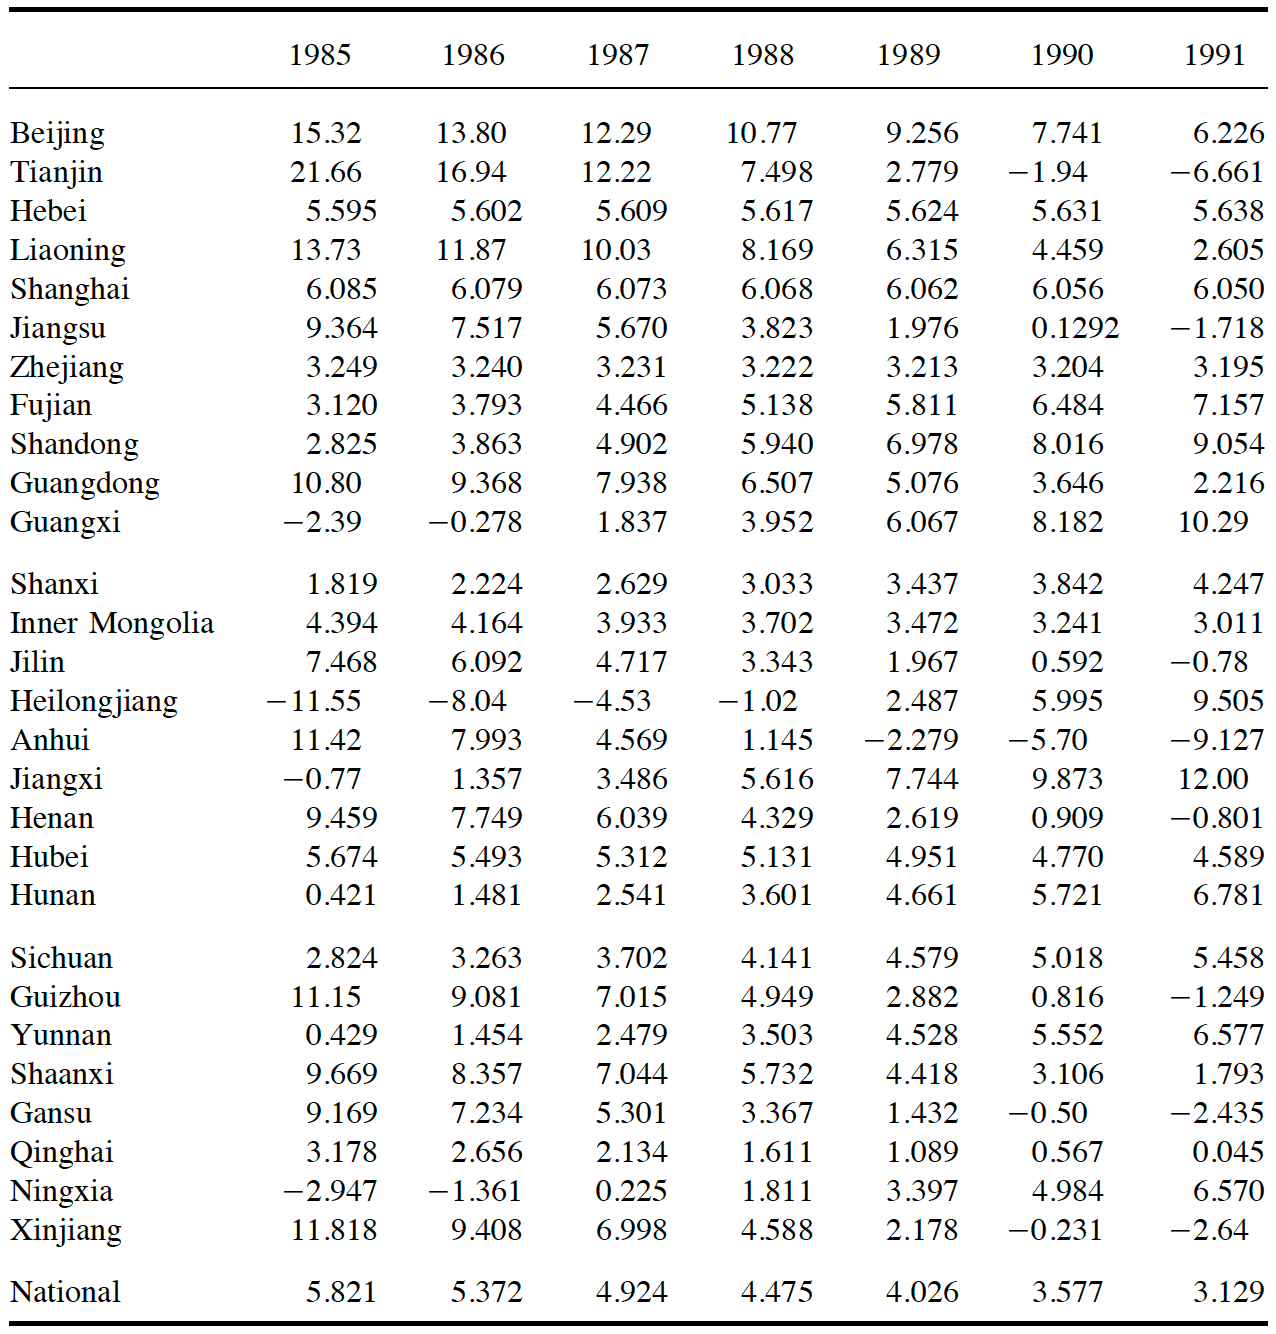 1985 1986 1987 1988 1989 1990 1991
Beijing 15.32 13.80 12.29 10.77 9.256 7.741 6.226
Tianjin 21.66 16.94 12.22 7.498 2.779 −1.94 −6.661
Hebei 5.595 5.602 5.609 5.617 5.624 5.631 5.638
Liaoning 13.73 11.87 10.03 8.169 6.315 4.459 2.605
Shanghai 6.085 6.079 6.073 6.068 6.062 6.056 6.050
Jiangsu 9.364 7.517 5.670 3.823 1.976 0.1292 −1.718
Zhejiang 3.249 3.240 3.231 3.222 3.213 3.204 3.195
Fujian 3.120 3.793 4.466 5.138 5.811 6.484 7.157
Shandong 2.825 3.863 4.902 5.940 6.978 8.016 9.054
Guangdong 10.80 9.368 7.938 6.507 5.076 3.646 2.216
Guangxi −2.39 −0.278 1.837 3.952 6.067 8.182 10.29
Shanxi 1.819 2.224 2.629 3.033 3.437 3.842 4.247
Inner Mongolia 4.394 4.164 3.933 3.702 3.472 3.241 3.011
Jilin 7.468 6.092 4.717 3.343 1.967 0.592 −0.78
Heilongjiang −11.55 −8.04 −4.53 −1.02 2.487 5.995 9.505
Anhui 11.42 7.993 4.569 1.145 −2.279 −5.70 −9.127
Jiangxi −0.77 1.357 3.486 5.616 7.744 9.873 12.00
Henan 9.459 7.749 6.039 4.329 2.619 0.909 −0.801
Hubei 5.674 5.493 5.312 5.131 4.951 4.770 4.589
Hunan 0.421 1.481 2.541 3.601 4.661 5.721 6.781
Sichuan 2.824 3.263 3.702 4.141 4.579 5.018 5.458
Guizhou 11.15 9.081 7.015 4.949 2.882 0.816 −1.249
Yunnan 0.429 1.454 2.479 3.503 4.528 5.552 6.577
Shaanxi 9.669 8.357 7.044 5.732 4.418 3.106 1.793
Gansu 9.169 7.234 5.301 3.367 1.432 −0.50 −2.435
Qinghai 3.178 2.656 2.134 1.611 1.089 0.567 0.045
Ningxia −2.947 −1.361 0.225 1.811 3.397 4.984 6.570
Xinjiang 11.818 9.408 6.998 4.588 2.178 −0.231 −2.64
National 5.821 5.372 4.924 4.475 4.026 3.577 3.129